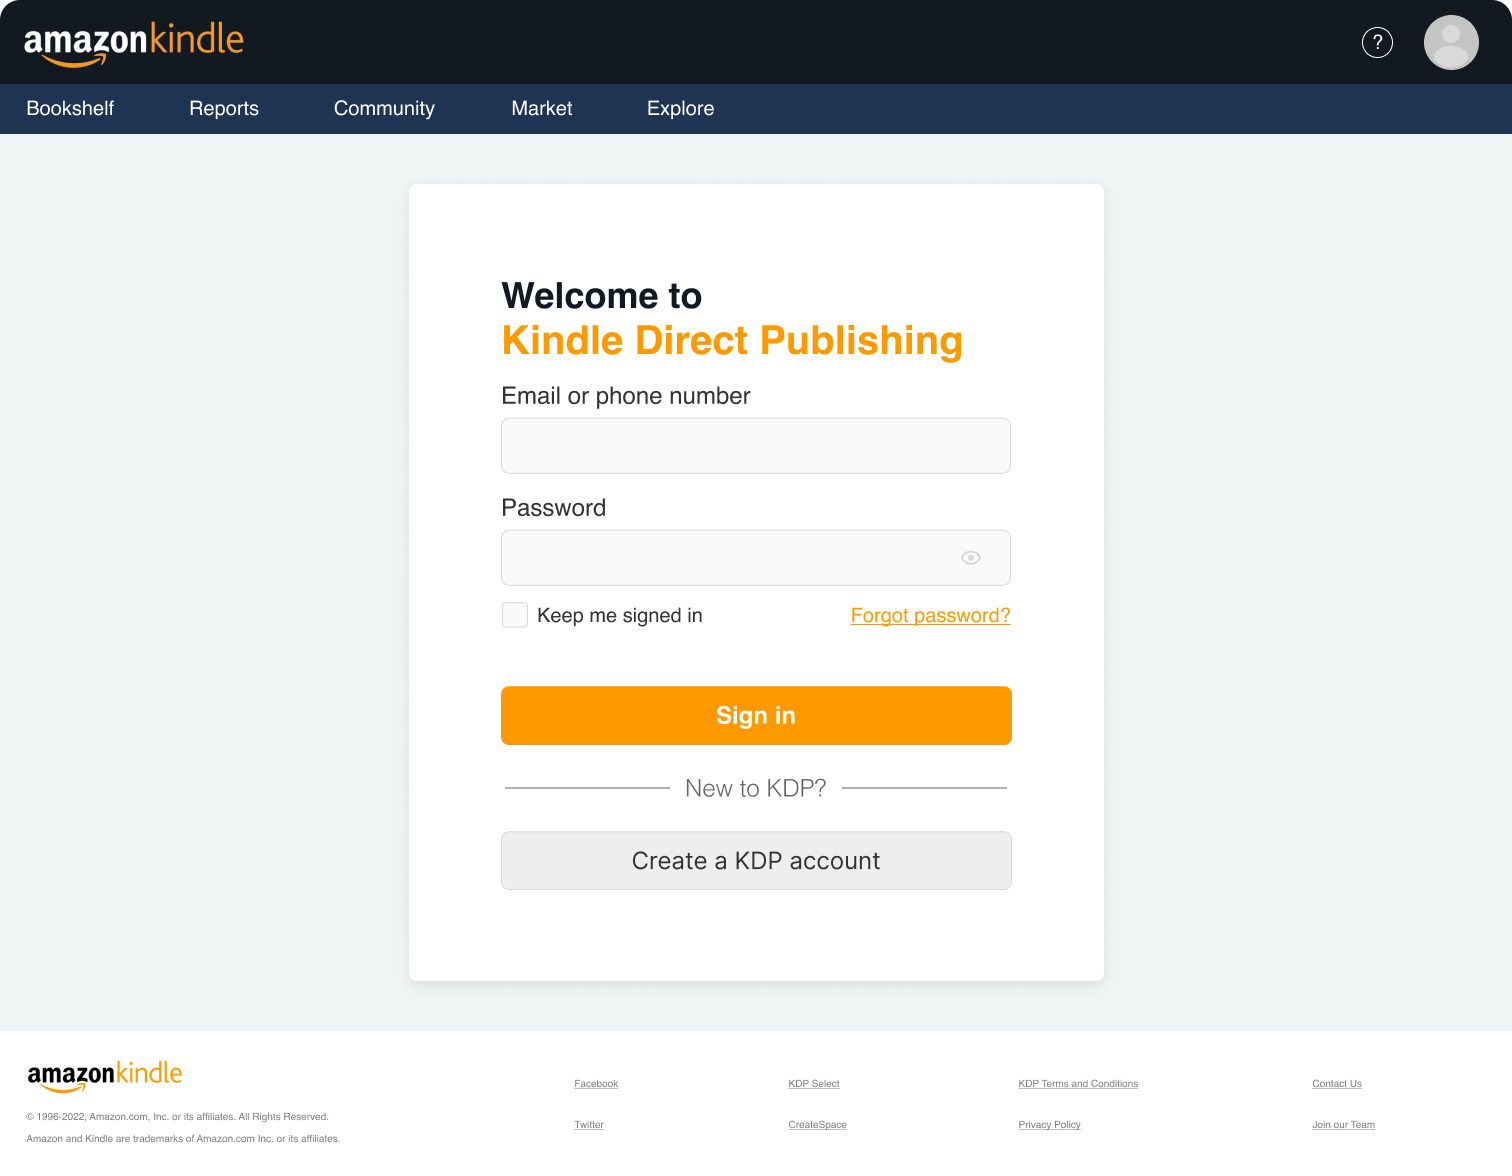 amazonkindle
?
Bookshelf Reports Community Market Explore
Welcome to
Kindle Direct Publishing
Email or phone number
Password
Keep me signed in Forgot password?
Sign in
New to KDP?
Create a KDP account
amazonkindle
© 1996-2022, Amazon.com, Inc. or its affiliates. All Rights Reserved.
Amazon and Kindle are trademarks of Amazon.com Inc. or its affiliates.
Facebook KDP Select KDP Terms and Conditions Contact Us
Twitter CreateSpace Privacy Policy Join our Team